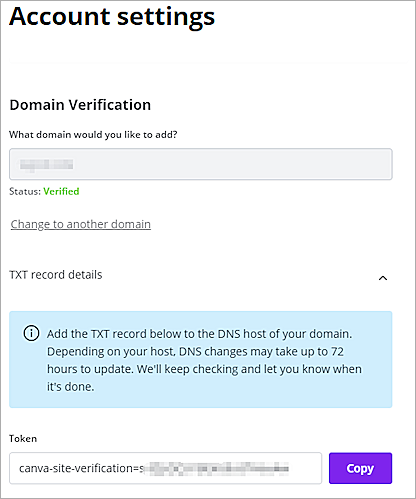 Account settings
Domain Verification
What domain would you like to add?
Status: Verified
Change to another domain
TXT record details
Add the TXT record below to the DNS host of your domain.
Depending on your host, DNS changes may take up to 72
hours to update. We'll keep checking and let you know when
it's done.
Token
canva-site-verification=s
Copy